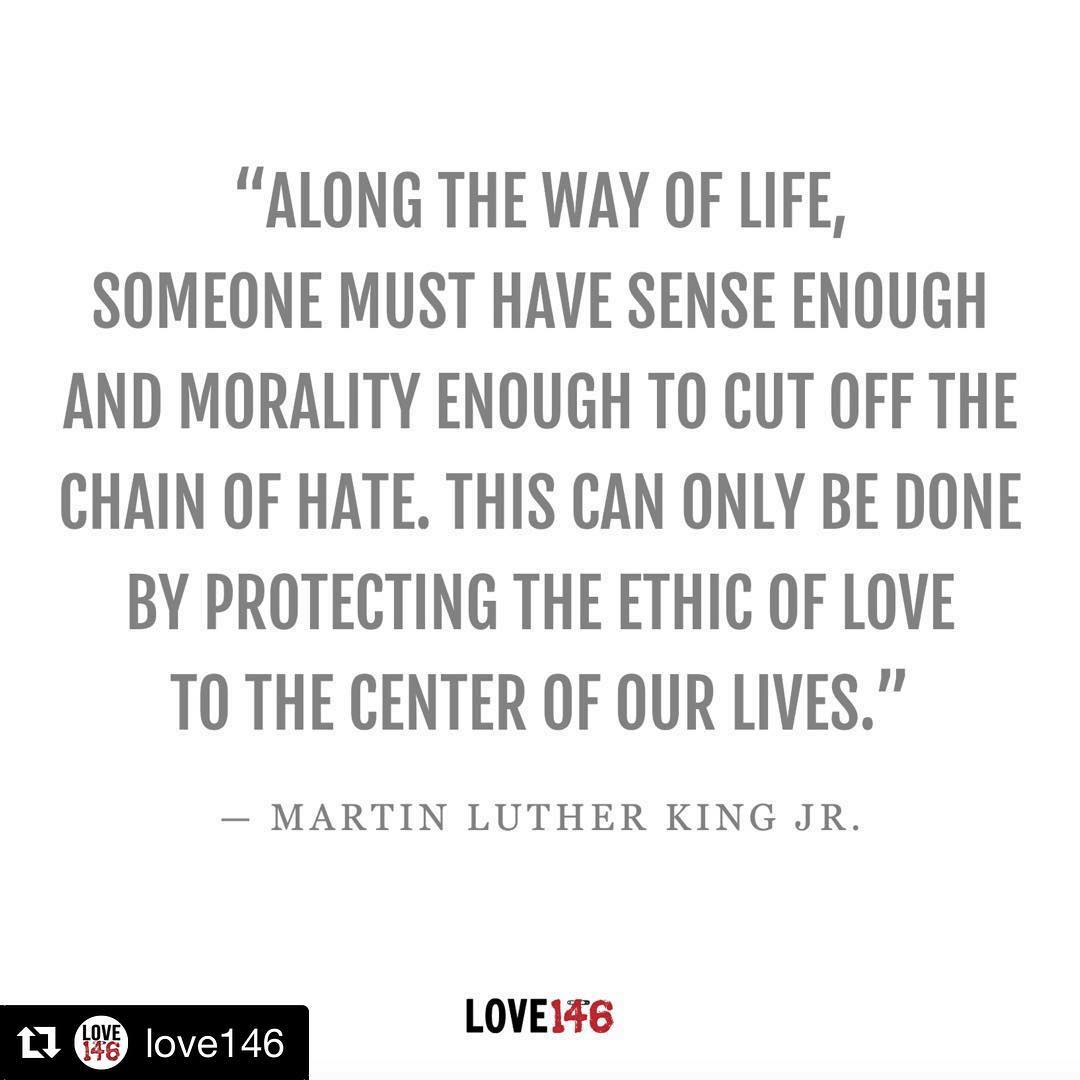 “ALONG THE WAY OF LIFE,
SOMEONE MUST HAVE SENSE ENOUGH
AND MORALITY ENOUGH TO CUT OFF THE
CHAIN OF HATE. THIS CAN ONLY BE DONE
BY PROTECTING THE ETHIC OF LOVE
TO THE CENTER OF OUR LIVES.”
— MARTIN LUTHER KING JR.
LOVE146
LOVE
146
love146